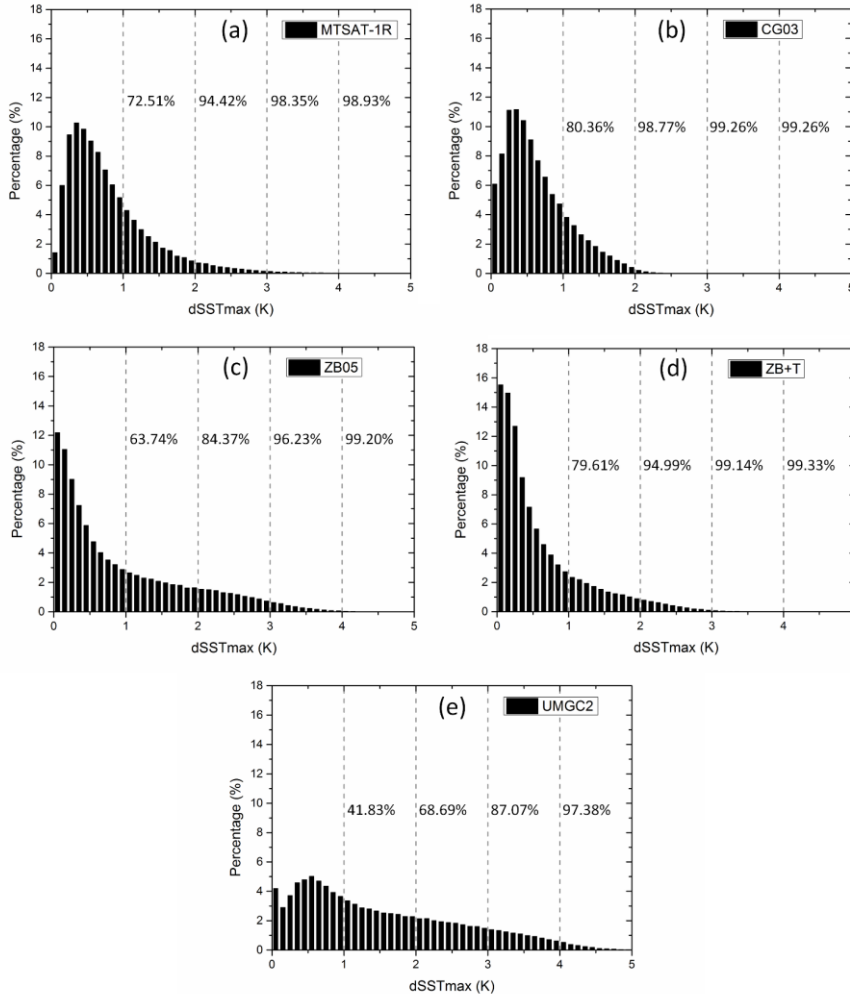 (a) MTSAT-1R
18
16
14
12
10
8
6
4
2
0
Percentage (%)
72.51% 94.42% 98.35% 98.93%
0 1 2 3 4 5
dSSTmax (K)
(b) CG03
18
16
14
12
10
8
6
4
2
0
Percentage (%)
80.36% 98.77% 99.26% 99.26%
0 1 2 3 4 5
dSSTmax (K)
(c) ZB05
18
16
14
12
10
8
6
4
2
0
Percentage (%)
63.74% 84.37% 96.23% 99.20%
0 1 2 3 4 5
dSSTmax (K)
(d) ZB+T
18
16
14
12
10
8
6
4
2
0
Percentage (%)
79.61% 94.99% 99.14% 99.33%
0 1 2 3 4
dSSTmax (K)
(e) UMGC2
18
16
14
12
10
8
6
4
2
0
Percentage (%)
41.83% 68.69% 87.07% 97.38%
0 1 2 3 4 5
dSSTmax (K)